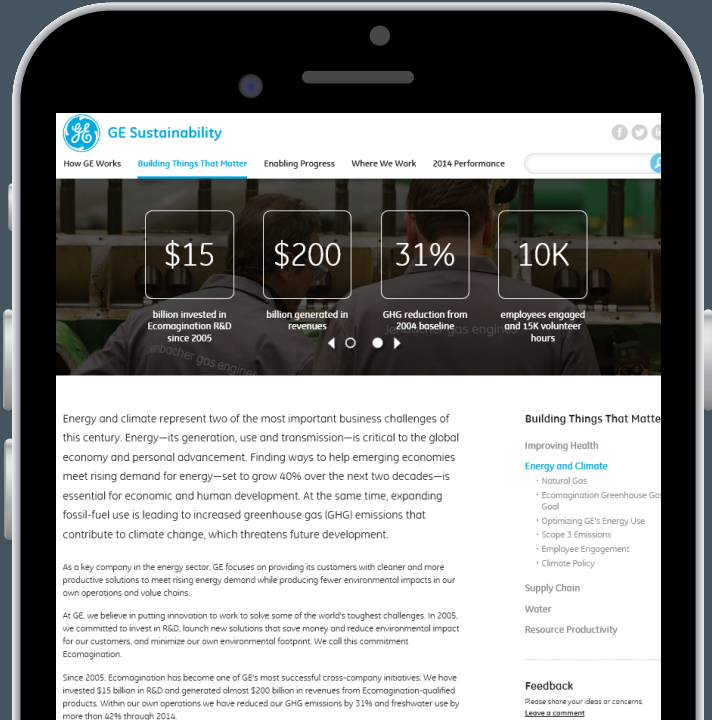 GE Sustainability
How GE Works Building Things That Matter Enabling Progress Where We Work 2014 Performance
$15 $200 31% 10K
billion invested in
Ecomagination R&D
since 2005
billion generated in
revenues
GHG reduction from
2004 baseline
employees engaged
and 15K volunteer
hours
Jenbacher gas engines
Jenbacher gas engines
Energy and climate represent two of the most important business challenges of
this century. Energy—its generation, use and transmission—is critical to the global
economy and personal advancement. Finding ways to help emerging economies
meet rising demand for energy—set to grow 40% over the next two decades—is
essential for economic and human development. At the same time, expanding
fossil-fuel use is leading to increased greenhouse gas (GHG) emissions that
contribute to climate change, which threatens future development.
As a key company in the energy sector, GE focuses on providing its customers with cleaner and more
productive solutions to meet rising energy demand while producing fewer environmental impacts in our
own operations and value chains.
At GE, we believe in putting innovation to work to solve some of the world's toughest challenges. In 2005,
we committed to invest in R&D, launch new solutions that save money and reduce environmental impact
for our customers, and minimize our own environmental footprint. We call this commitment
Ecomagination.
Since 2005, Ecomagination has become one of GE's most successful cross-company initiatives. We have
invested $15 billion in R&D and generated almost $200 billion in revenues from Ecomagination-qualified
products. Within our own operations we have reduced our GHG emissions by 31% and freshwater use by
more than 42% through 2014.
Building Things That Matte
Improving Health
Energy and Climate
• Natural Gas
• Ecomagination Greenhouse Gas
Goal
• Optimizing GE's Energy Use
• Scope 3 Emissions
• Employee Engagement
• Climate Policy
Supply Chain
Water
Resource Productivity
Feedback
Please share your ideas or concerns.
Leave a comment